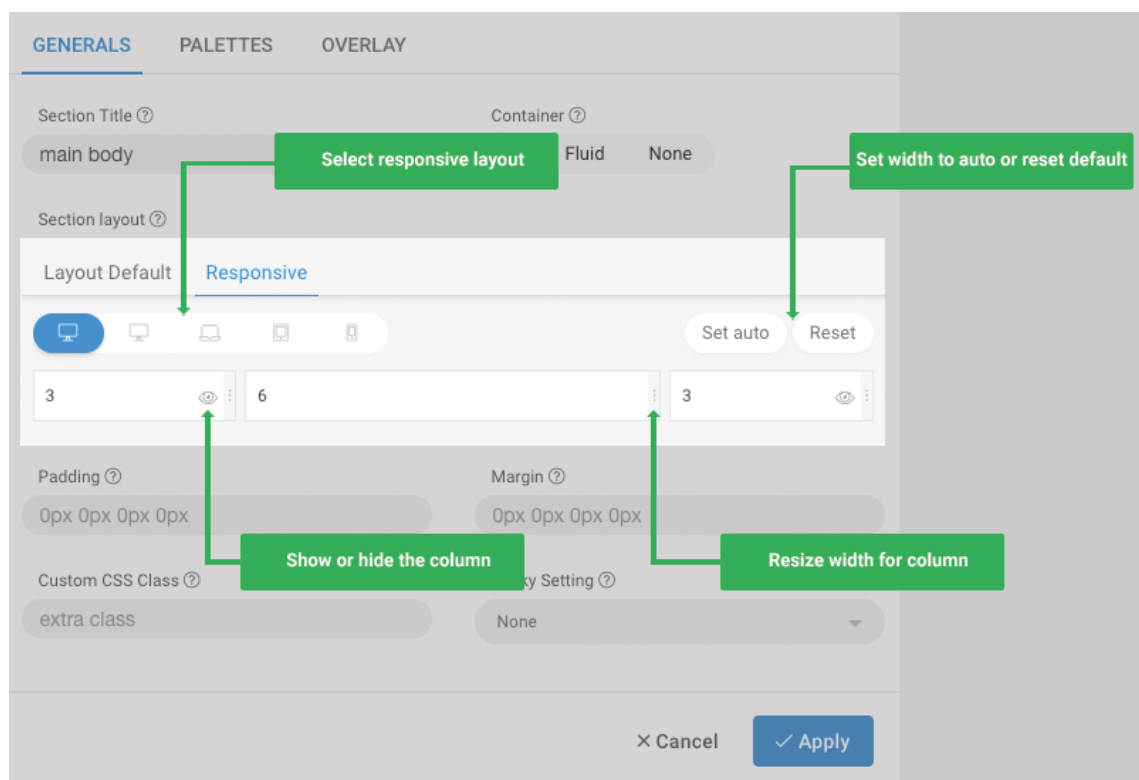 GENERALS PALETTES OVERLAY
Section Title
Container
main body
Select responsive layout
Fluid None
Set width to auto or reset default
Section layout
Layout Default Responsive
Set auto Reset
3 6 3
Padding
Margin
0px 0px 0px 0px
0px 0px 0px 0px
Show or hide the column
Resize width for column
Custom CSS Class
Setting
extra class
None
Cancel
Apply